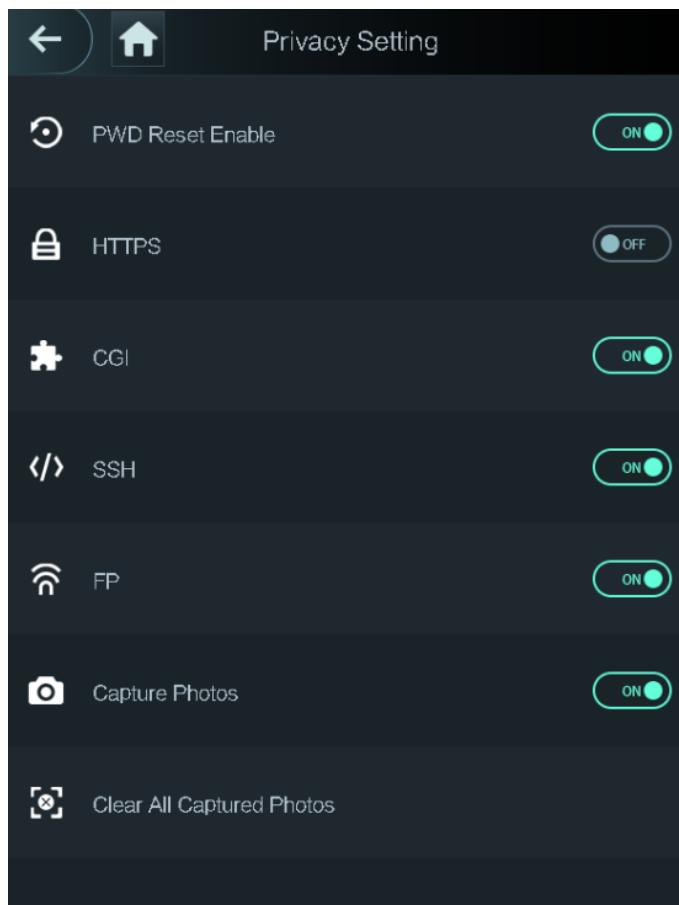 Privacy Setting
PWD Reset Enable ON
HTTPS OFF
CGI ON
SSH ON
FP ON
Capture Photos ON
Clear All Captured Photos